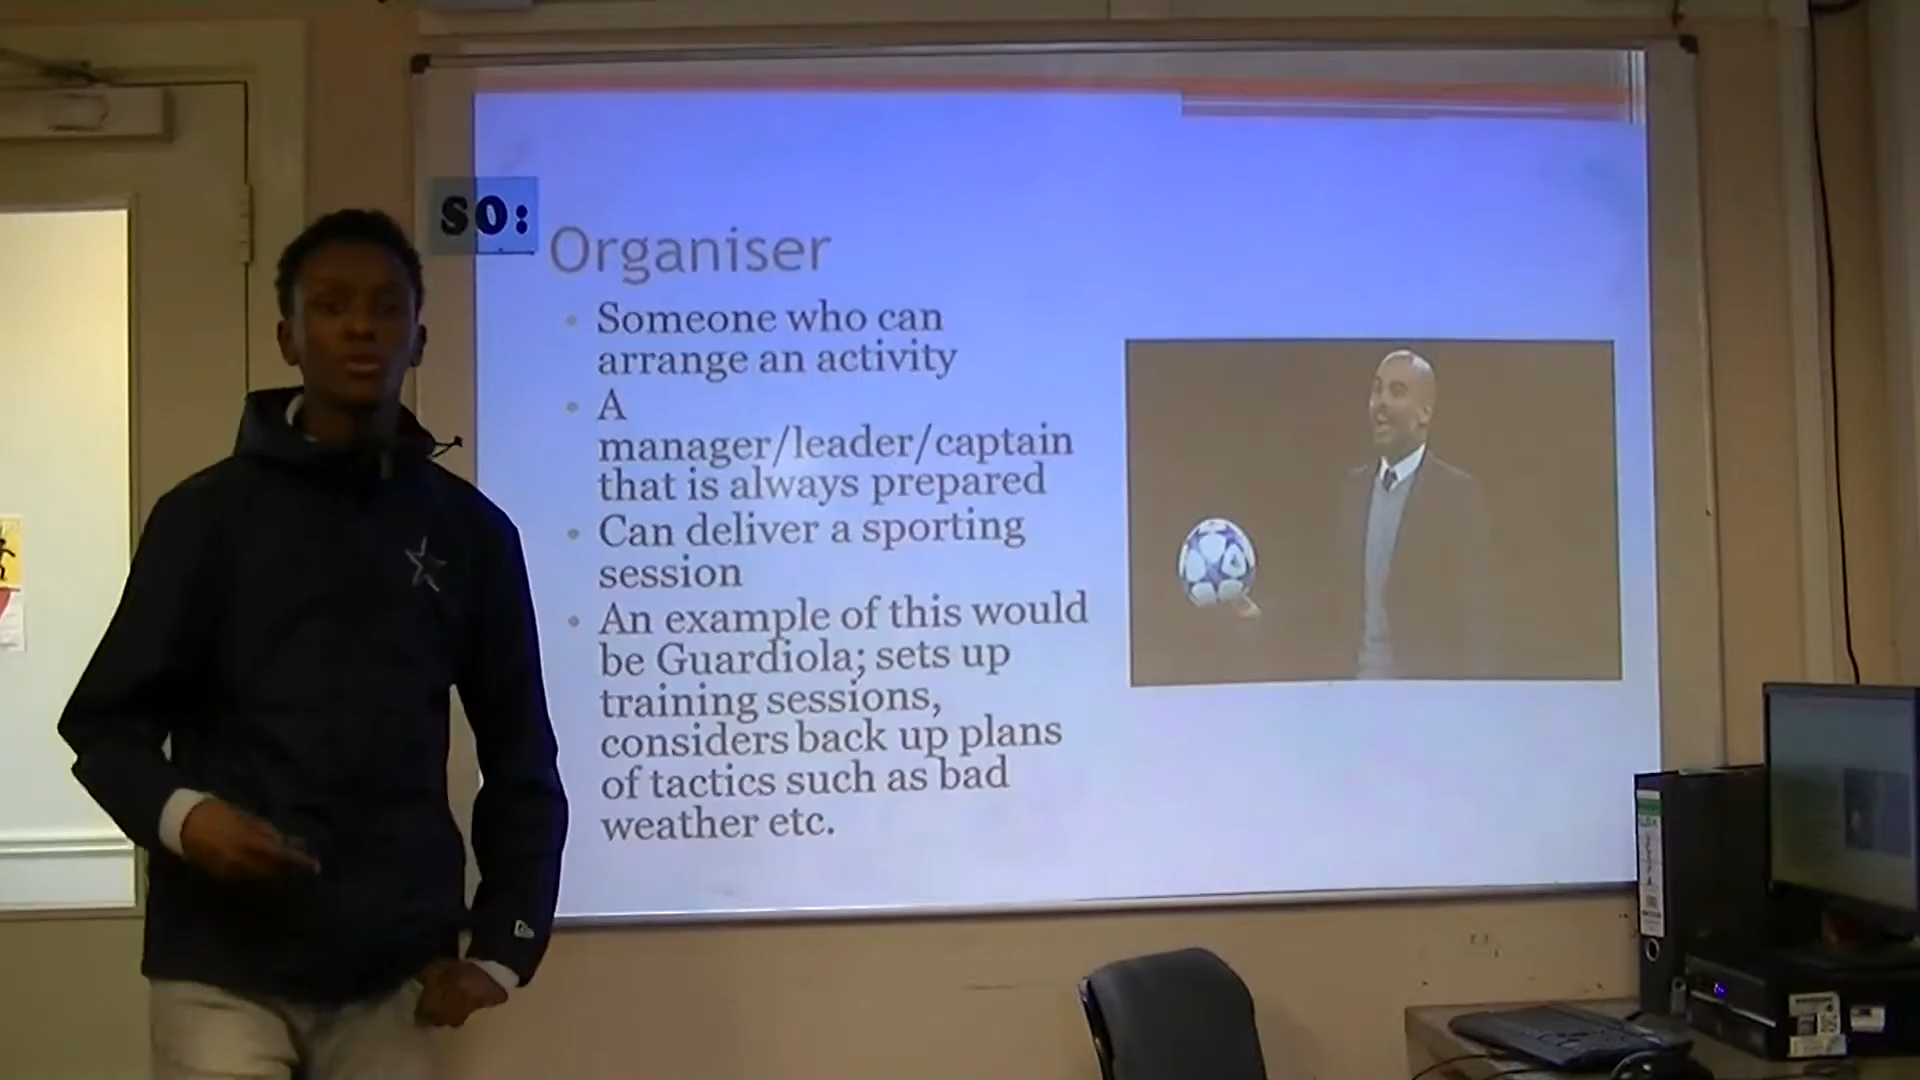 SO:
Organiser
• Someone who can
arrange an activity
• A
manager/leader/captain
that is always prepared
• Can deliver a sporting
session
• An example of this would
be Guardiola; sets up
training sessions,
considers back up plans
of tactics such as bad
weather etc.